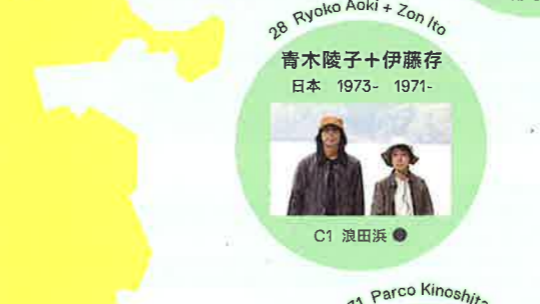 28 Ryoko Aoki + Zon Ito
青木陵子＋伊藤存
日本　1973-　1971-
C1 浪田浜
Parco Kinoshita